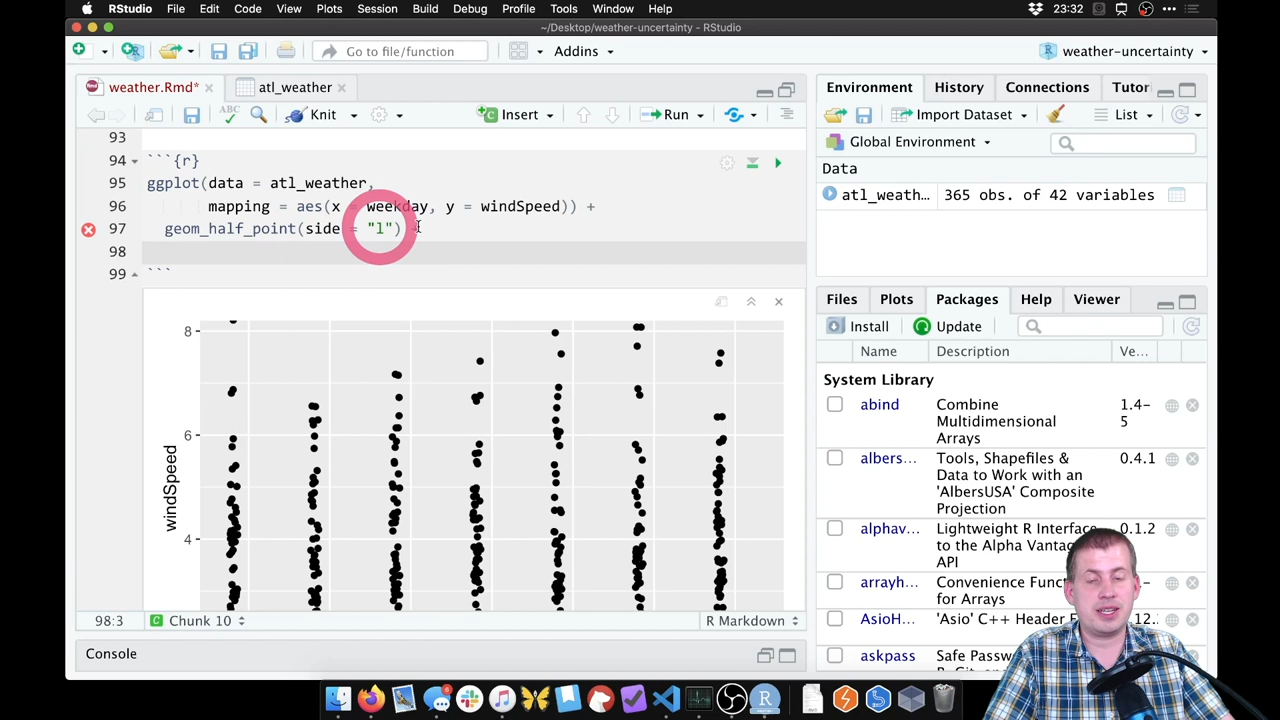 RStudio File Edit Code View Plots Session Build Debug Profile Tools Window Help 23:32
~/Desktop/weather-uncertainty - RStudio
Go to file/function Addins weather-uncertainty
weather.Rmd* atl_weather
Knit Insert Run
93
94 ```{r}
95 ggplot(data = atl_weather,
96 mapping = aes(x = weekday, y = windSpeed)) +
97 geom_half_point(side = "l")
98
99 ```
8
6
4
windSpeed
98:3 Chunk 10 R Markdown
Console
Environment History Connections Tutor
Import Dataset List
Global Environment
Data
atl_weath... 365 obs. of 42 variables
Files Plots Packages Help Viewer
Install Update
Name Description Ve...
System Library
abind Combine Multidimensional Arrays 1.4-5
albers... Tools, Shapefiles & Data to Work with an 'AlbersUSA' Composite Projection 0.4.1
alphav... Lightweight R Interface to the Alpha Vantage API 0.1.2
arrayh... Convenience Func for Arrays
AsioH... 'Asio' C++ Header
askpass Safe Passw